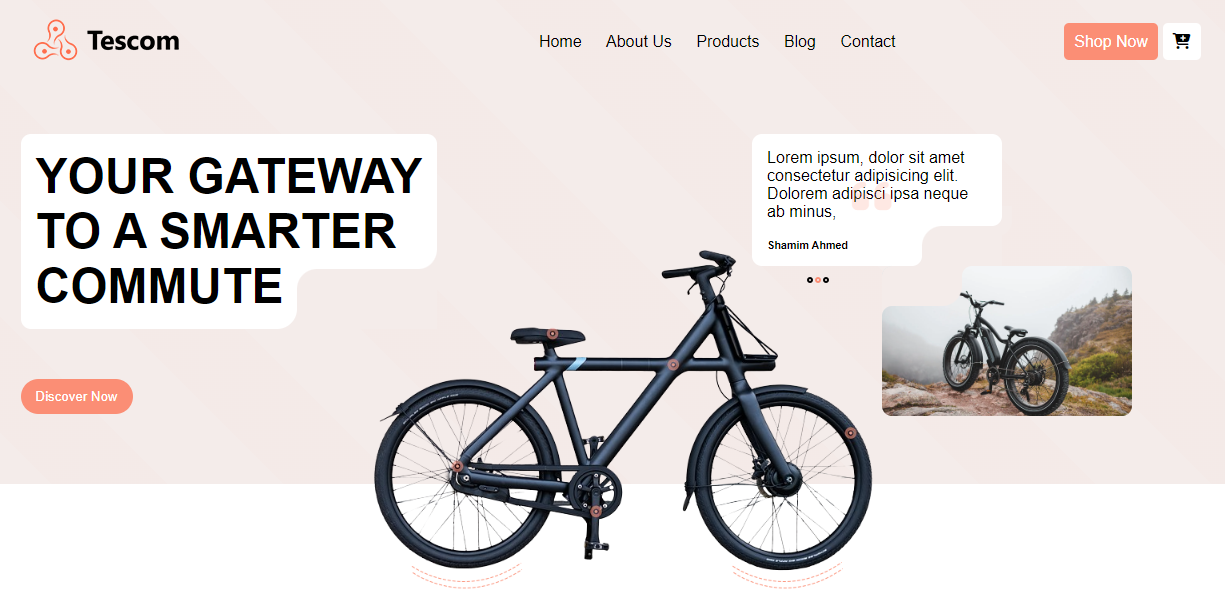 Tescom
Home About Us Products Blog Contact
Shop Now
YOUR GATEWAY
TO A SMARTER
COMMUTE
Discover Now
Lorem ipsum, dolor sit amet
consectetur adipisicing elit.
Dolorem adipisci ipsa neque
ab minus,
Shamim Ahmed